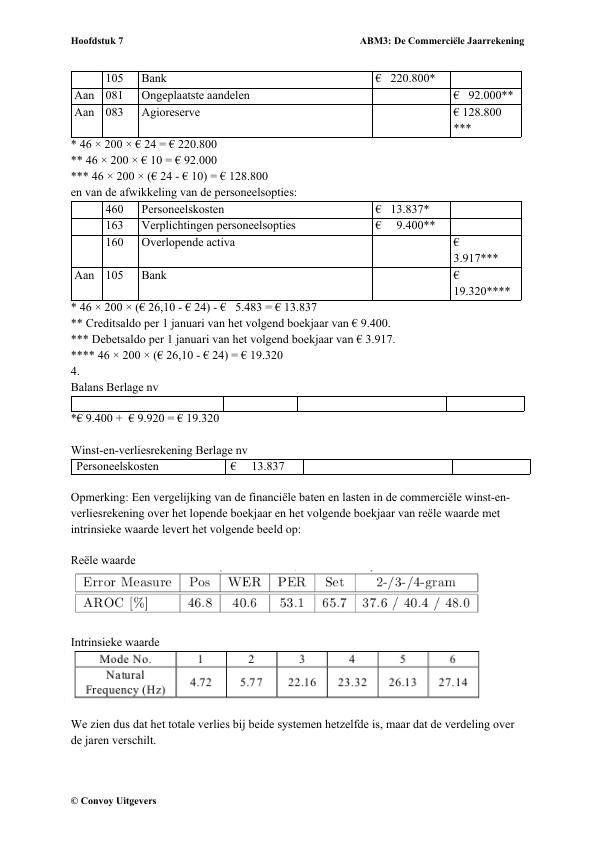 Hoofdstuk 7 ABM3: De Commerciële Jaarrekening
105 Bank € 220.800*
Aan 081 Ongeplaatste aandelen € 92.000**
Aan 083 Agioreserve € 128.800
***
* 46 × 200 × € 24 = € 220.800
** 46 × 200 × € 10 = € 92.000
*** 46 × 200 × (€ 24 - € 10) = € 128.800
en van de afwikkeling van de personeelsopties:
460 Personeelskosten € 13.837*
163 Verplichtingen personeelsopties € 9.400**
160 Overlopende activa €
3.917***
Aan 105 Bank €
19.320****
* 46 × 200 × (€ 26,10 - € 24) - € 5.483 = € 13.837
** Creditsaldo per 1 januari van het volgend boekjaar van € 9.400.
*** Debetsaldo per 1 januari van het volgend boekjaar van € 3.917.
**** 46 × 200 × (€ 26,10 - € 24) = € 19.320
4.
Balans Berlage nv
*€ 9.400 + € 9.920 = € 19.320
Winst-en-verliesrekening Berlage nv
Personeelskosten € 13.837
Opmerking: Een vergelijking van de financiële baten en lasten in de commerciële winst-en-
verliesrekening over het lopende boekjaar en het volgende boekjaar van reële waarde met
intrinsieke waarde levert het volgende beeld op:
Reële waarde
Error Measure Pos WER PER Set 2-/3-/4-gram
AROC [%] 46.8 40.6 53.1 65.7 37.6 / 40.4 / 48.0
Intrinsieke waarde
Mode No. 1 2 3 4 5 6
Natural
Frequency (Hz) 4.72 5.77 22.16 23.32 26.13 27.14
We zien dus dat het totale verlies bij beide systemen hetzelfde is, maar dat de verdeling over
de jaren verschilt.
© Convoy Uitgevers